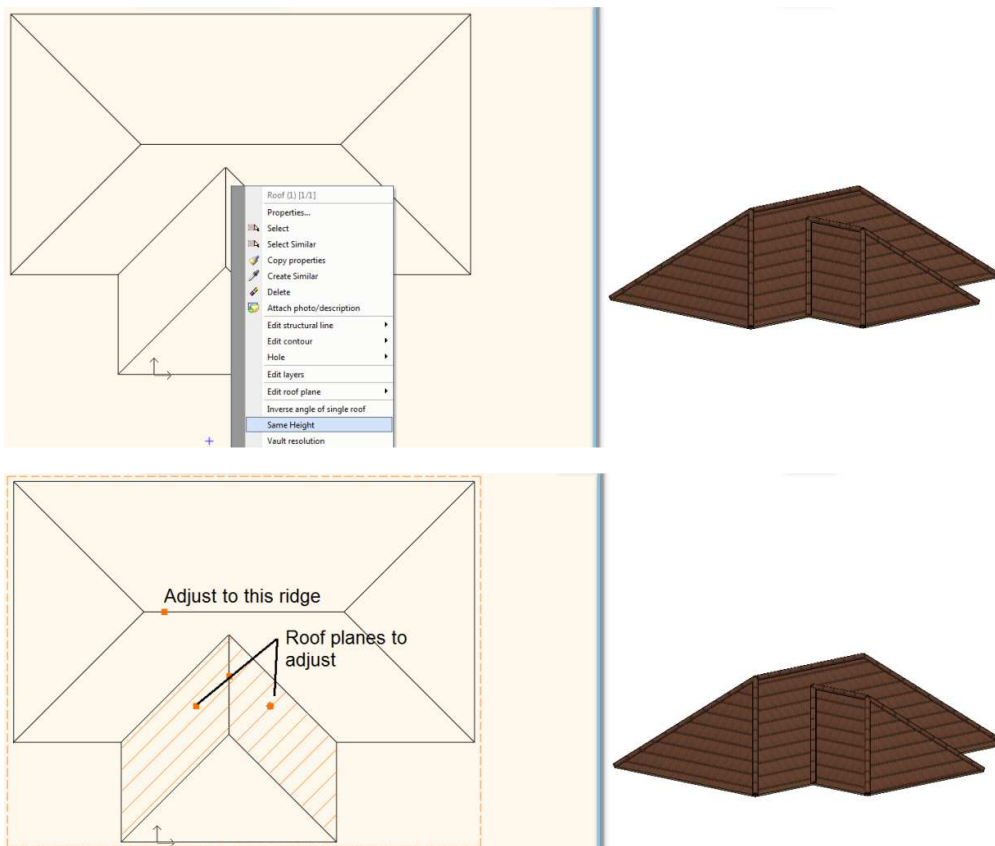 Roof (1) [1/1]
Properties...
Select
Select Similar
Copy properties
Create Similar
Delete
Attach photo/description
Edit structural line
Edit contour
Hole
Edit layers
Edit roof plane
Inverse angle of single roof
Same Height
Vault resolution
Adjust to this ridge
Roof planes to
adjust